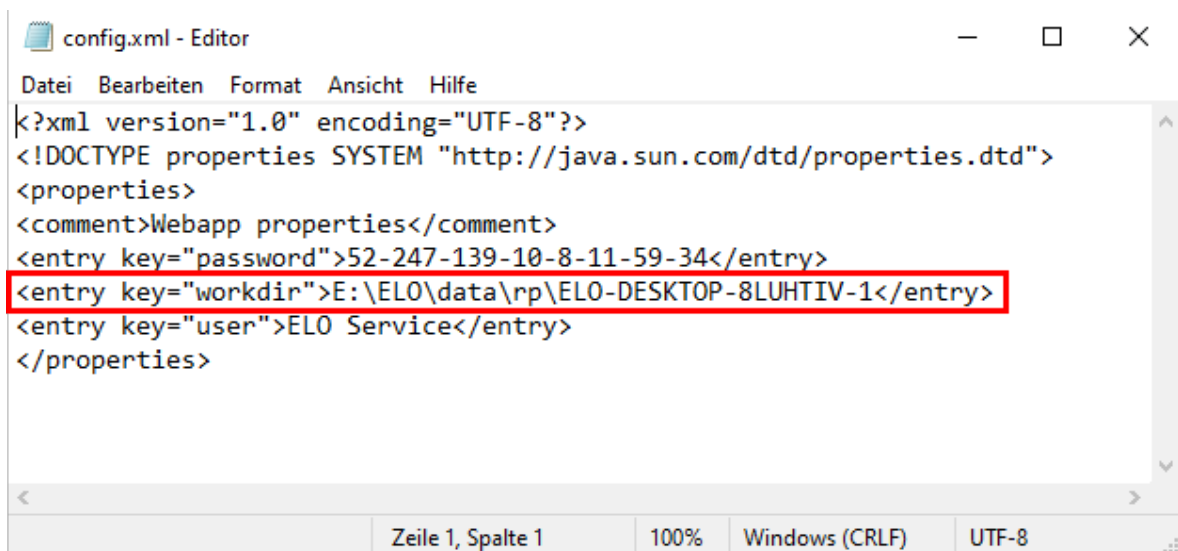 config.xml - Editor
Datei Bearbeiten Format Ansicht Hilfe
<?xml version="1.0" encoding="UTF-8"?>
<!DOCTYPE properties SYSTEM "http://java.sun.com/dtd/properties.dtd">
<properties>
<comment>Webapp properties</comment>
<entry key="password">52-247-139-10-8-11-59-34</entry>
<entry key="workdir">E:\ELO\data\rp\ELO-DESKTOP-8LUHTIV-1</entry>
<entry key="user">ELO Service</entry>
</properties>
Zeile 1, Spalte 1 100% Windows (CRLF) UTF-8